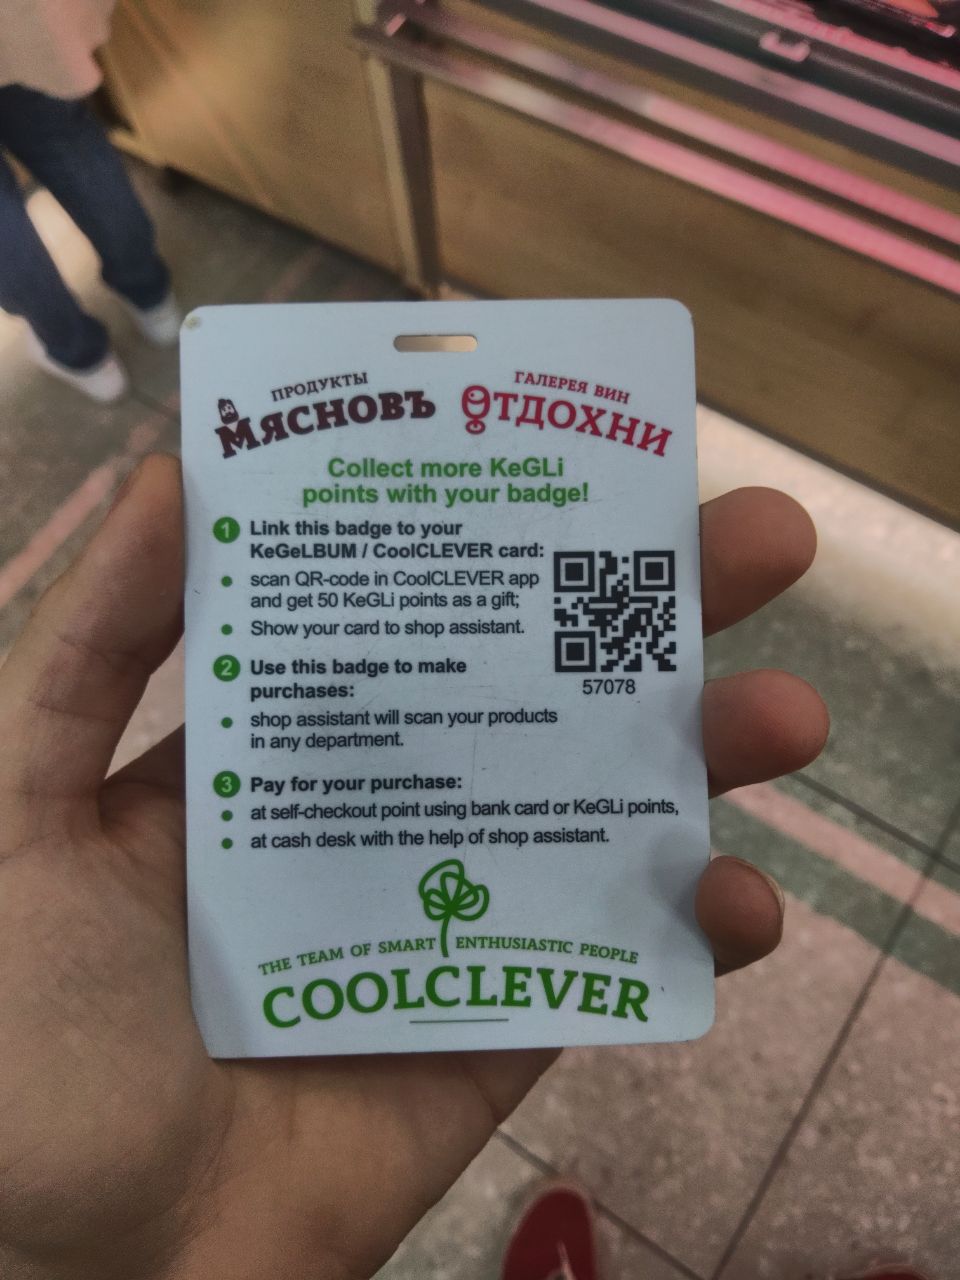 ПРОДУКТЫ
МЯСНОВЪ
ГАЛЕРЕЯ ВИН
ОТДОХНИ
Collect more KeGLi
points with your badge!
1 Link this badge to your
KeGeLBUM / CoolCLEVER card:
• scan QR-code in CoolCLEVER app
and get 50 KeGLi points as a gift;
• Show your card to shop assistant.
57078
2 Use this badge to make
purchases:
• shop assistant will scan your products
in any department.
3 Pay for your purchase:
• at self-checkout point using bank card or KeGLi points,
• at cash desk with the help of shop assistant.
THE TEAM OF SMART ENTHUSIASTIC PEOPLE
COOLCLEVER